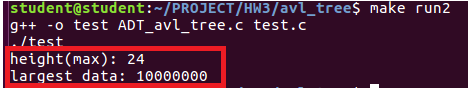 student@student:~/PROJECT/HW3/avl_tree$ make run2
g++ -o test ADT_avl_tree.c test.c
./test
height(max): 24
largest data: 10000000